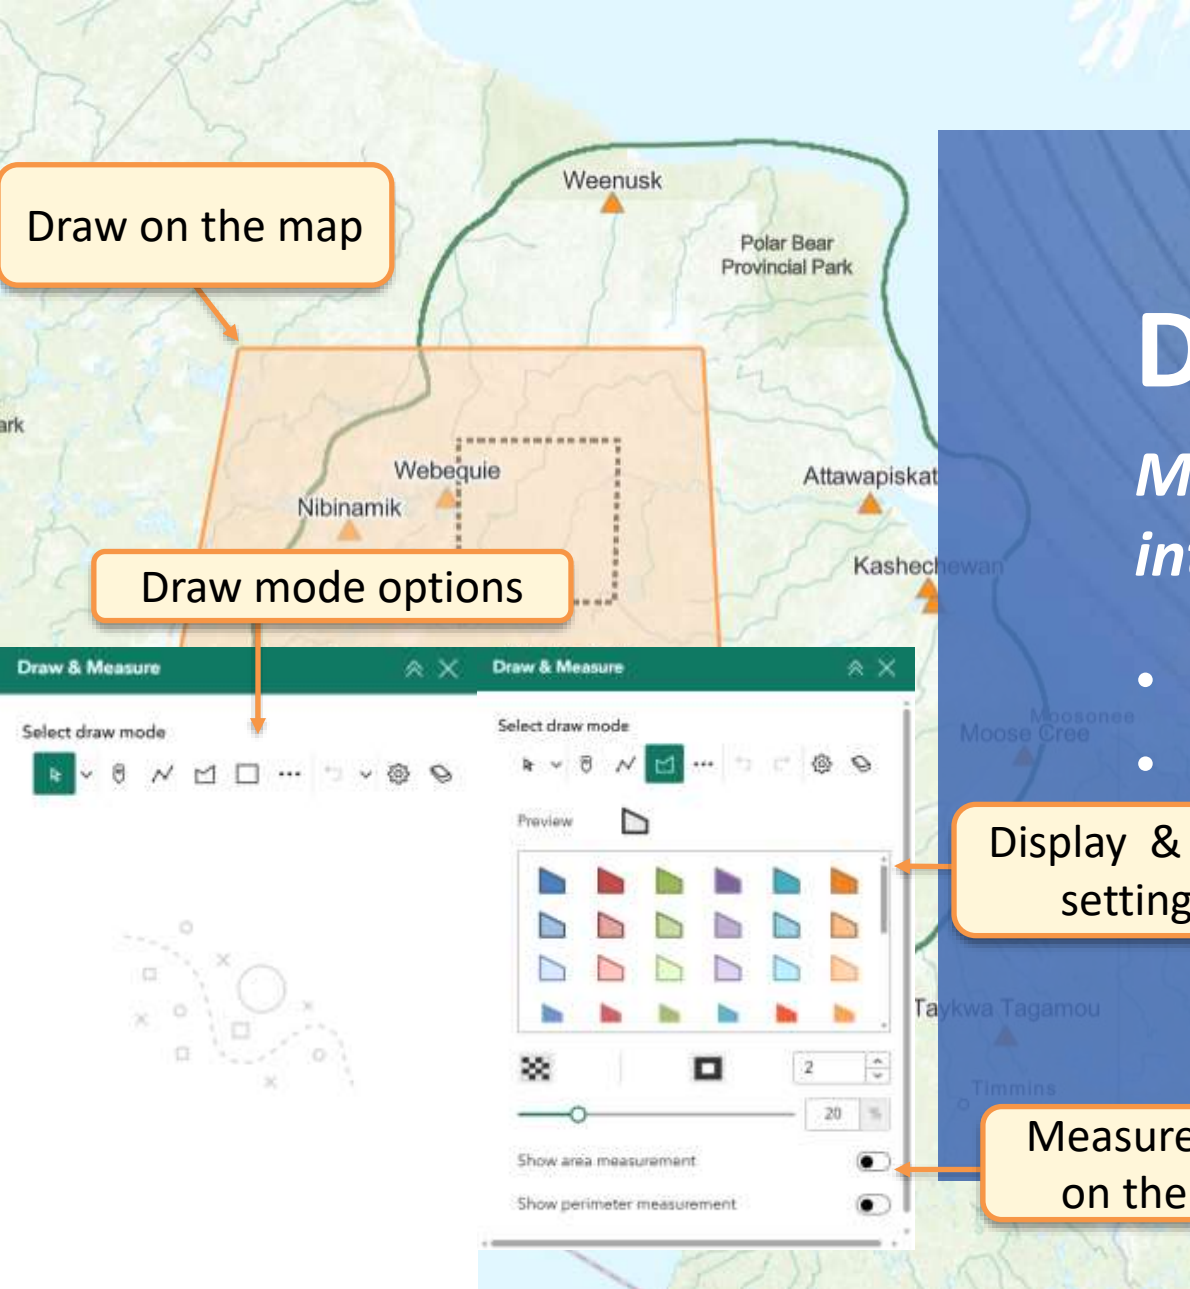 Weenusk
Draw on the map
Polar Bear
Provincial Park
D
M
ark
Webequie
Attawapiskat
Nibinamik
int
Kashechewan
Draw mode options
Draw & Measure
Select draw mode
Draw & Measure
Select draw mode
Preview
2
20 %
Show area measurement
Show perimeter measurement
•
Moosonee
Moose Cree
•
Display &
setting
Taykwa Tagamou
Timmins
Measure
on the